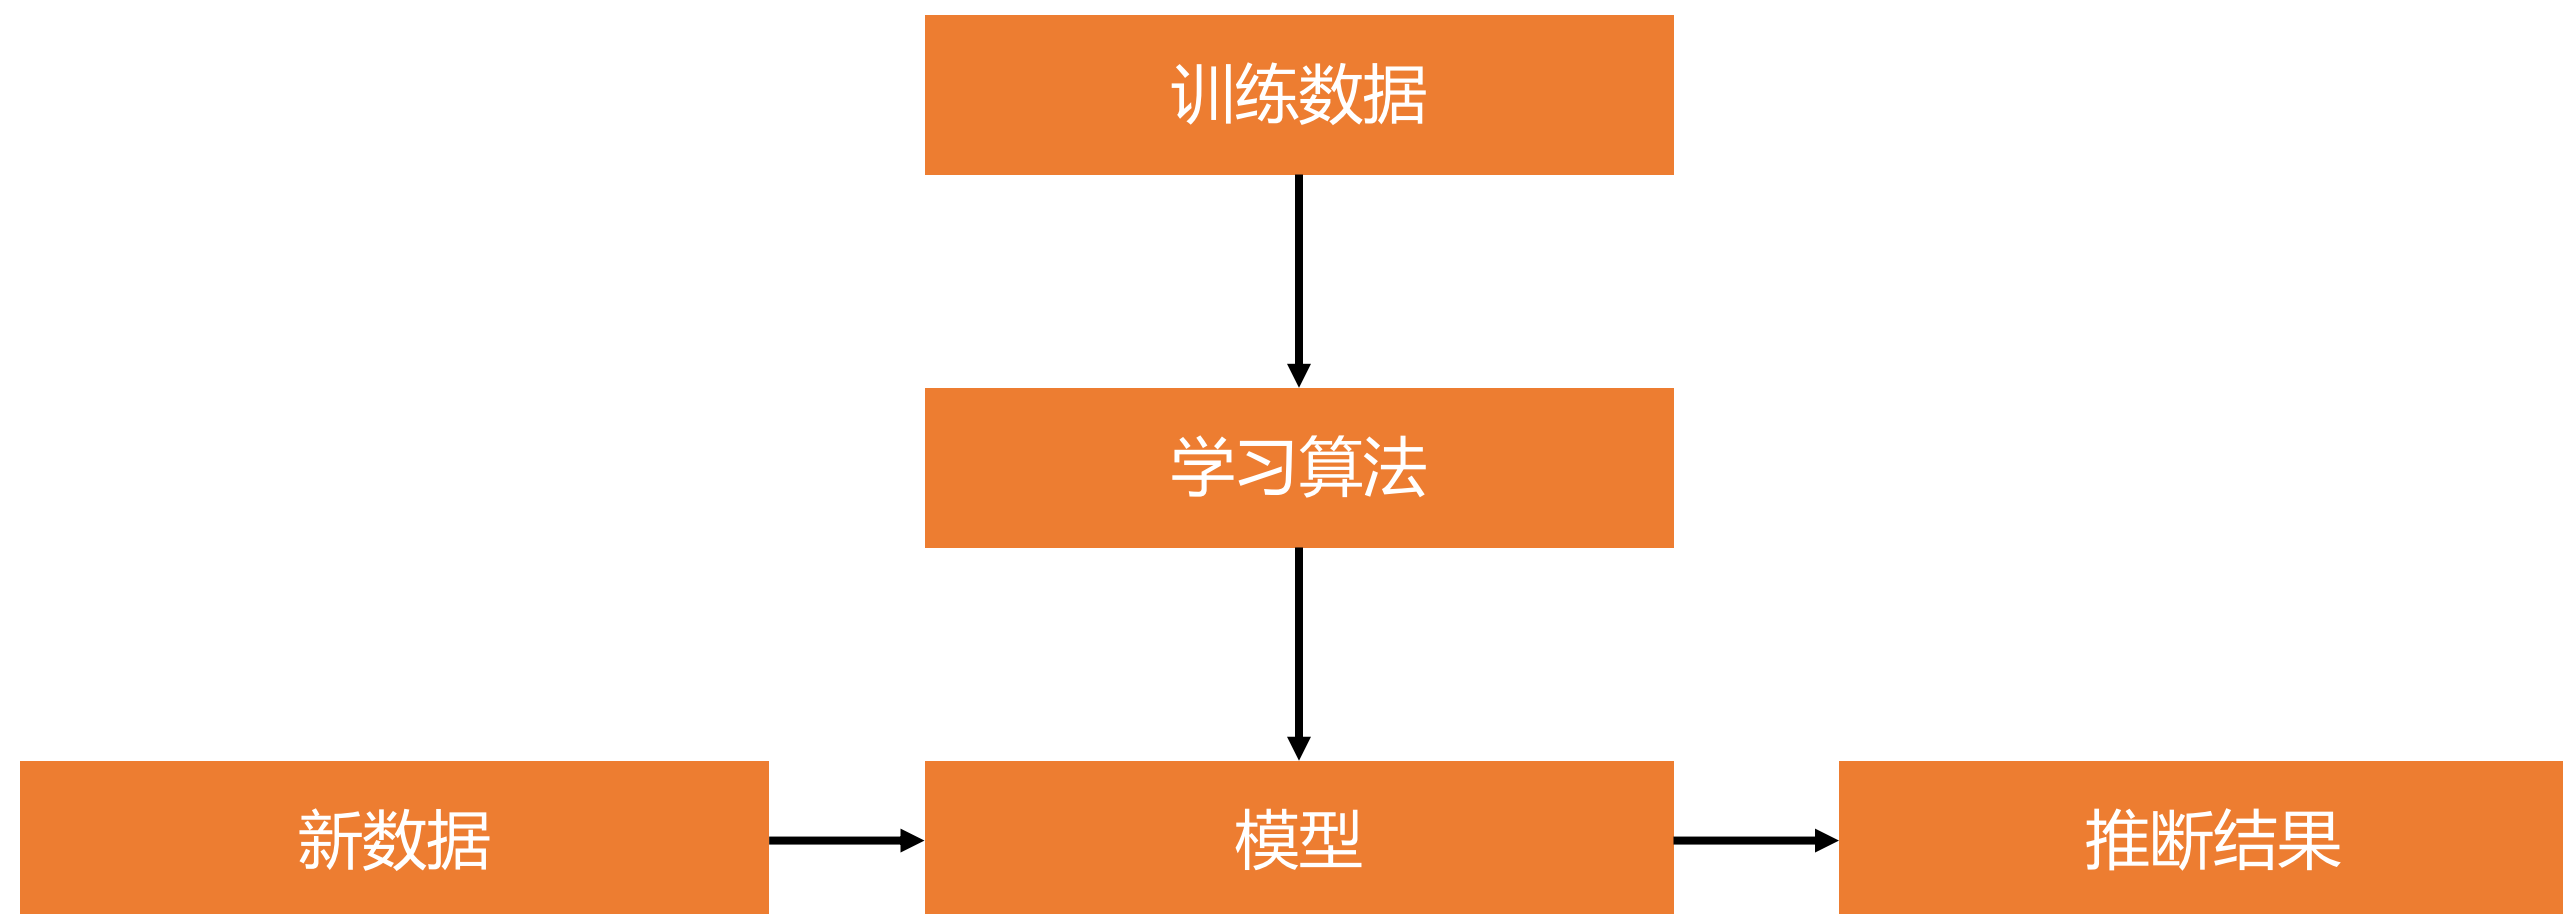 训练数据
学习算法
新数据
模型
推断结果